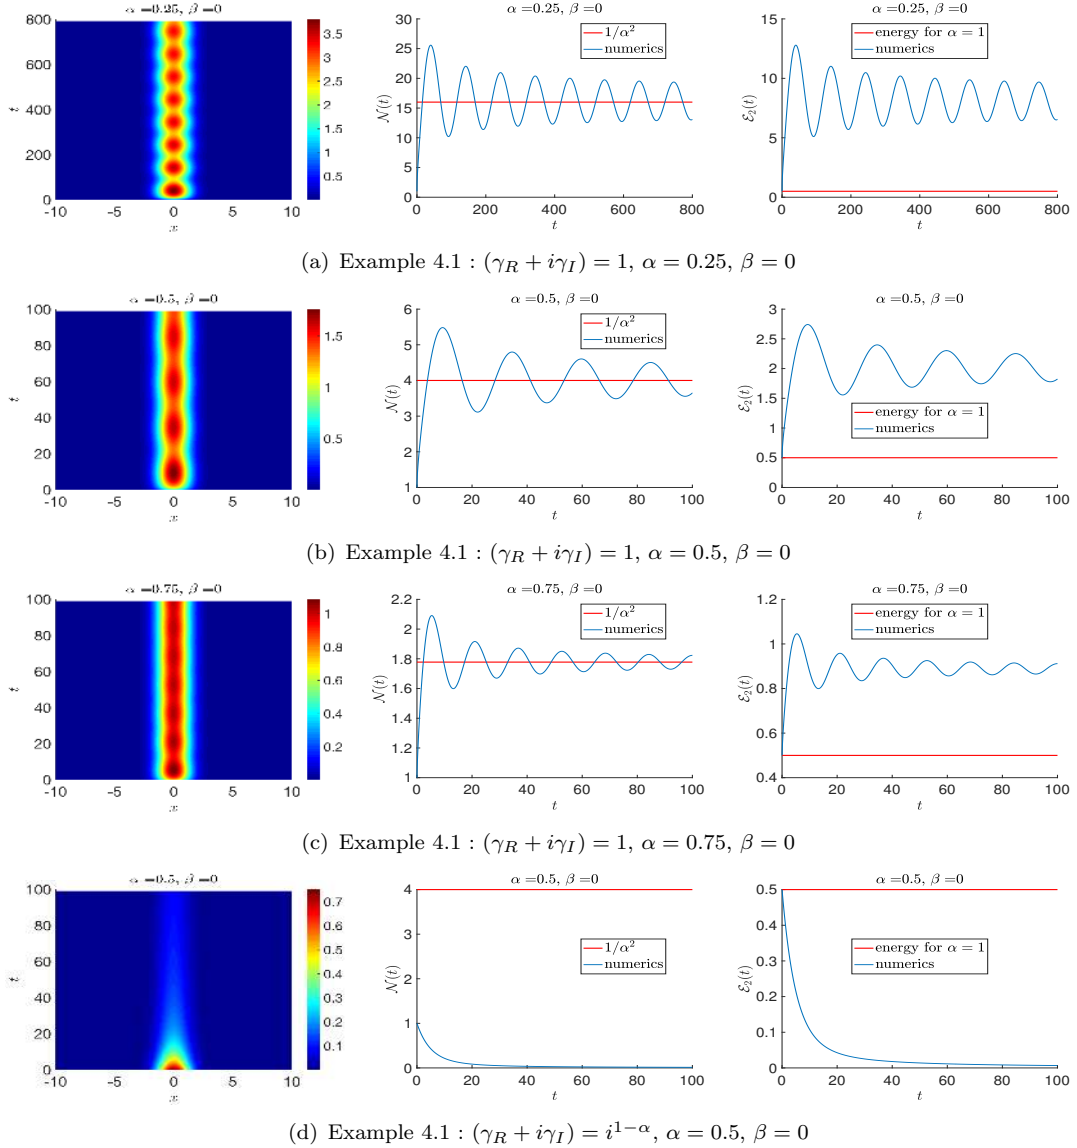 α =0.25, β =0
800
600
400
200
0
-10 -5 0 5 10
x
t
3.5
3
2.5
2
1.5
1
0.5
α =0.25, β =0
30
25
20
15
10
5
0
0 200 400 600 800
t
𝒩(t)
1/α²
numerics
α =0.25, β =0
15
10
5
0
0 200 400 600 800
t
ℰ₂(t)
energy for α = 1
numerics
(a) Example 4.1 : (γ_R + iγ_I) = 1, α = 0.25, β = 0
α =0.5, β =0
100
80
60
40
20
0
-10 -5 0 5 10
x
t
1.5
1
0.5
α =0.5, β =0
6
5
4
3
2
1
0 20 40 60 80 100
t
𝒩(t)
1/α²
numerics
α =0.5, β =0
3
2.5
2
1.5
1
0.5
0
0 20 40 60 80 100
t
ℰ₂(t)
energy for α = 1
numerics
(b) Example 4.1 : (γ_R + iγ_I) = 1, α = 0.5, β = 0
α =0.75, β =0
100
80
60
40
20
0
-10 -5 0 5 10
x
t
1
0.8
0.6
0.4
0.2
α =0.75, β =0
2.2
2
1.8
1.6
1.4
1.2
1
0 20 40 60 80 100
t
𝒩(t)
1/α²
numerics
α =0.75, β =0
1.2
1
0.8
0.6
0.4
0 20 40 60 80 100
t
ℰ₂(t)
energy for α = 1
numerics
(c) Example 4.1 : (γ_R + iγ_I) = 1, α = 0.75, β = 0
α =0.5, β =0
100
80
60
40
20
0
-10 -5 0 5 10
x
t
0.7
0.6
0.5
0.4
0.3
0.2
0.1
α =0.5, β =0
4
3
2
1
0
0 20 40 60 80 100
t
𝒩(t)
1/α²
numerics
α =0.5, β =0
0.5
0.4
0.3
0.2
0.1
0
0 20 40 60 80 100
t
ℰ₂(t)
energy for α = 1
numerics
(d) Example 4.1 : (γ_R + iγ_I) = i^{1−α}, α = 0.5, β = 0